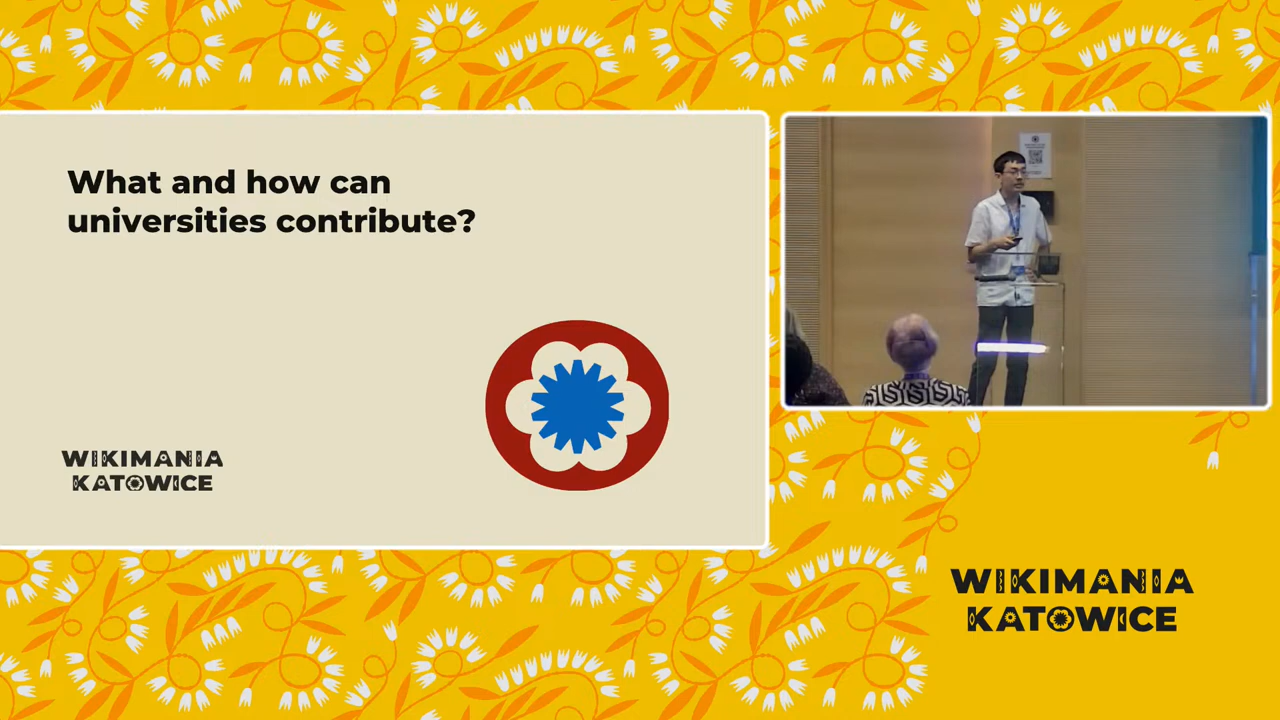 What and how can
universities contribute?
WIKIMANIA
KATOWICE
WIKIMANIA
KATOWICE